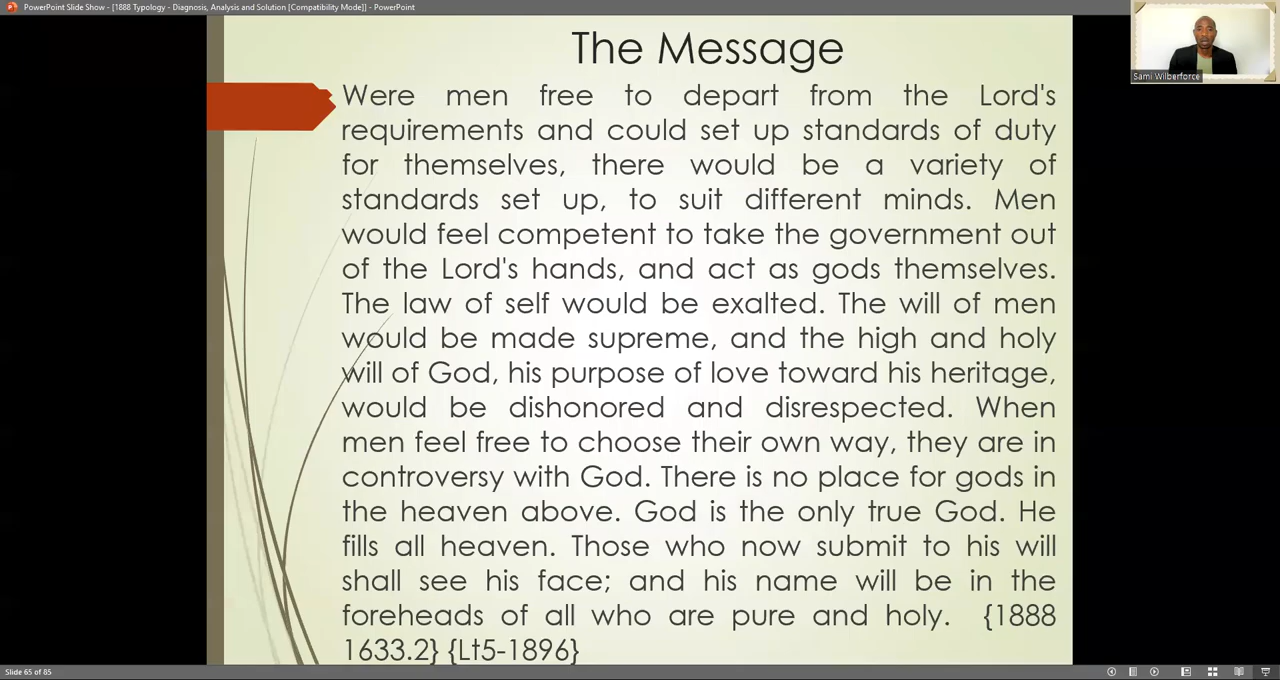 PowerPoint Slide Show - [1888 Typology - Diagnosis, Analysis and Solution [Compatibility Mode]] - PowerPoint
Sami Wilberforce
The Message
Were men free to depart from the Lord's
requirements and could set up standards of duty
for themselves, there would be a variety of
standards set up, to suit different minds. Men
would feel competent to take the government out
of the Lord's hands, and act as gods themselves.
The law of self would be exalted. The will of men
would be made supreme, and the high and holy
will of God, his purpose of love toward his heritage,
would be dishonored and disrespected. When
men feel free to choose their own way, they are in
controversy with God. There is no place for gods in
the heaven above. God is the only true God. He
fills all heaven. Those who now submit to his will
shall see his face; and his name will be in the
foreheads of all who are pure and holy. {1888
1633.2} {Lt5-1896}
Slide 65 of 85